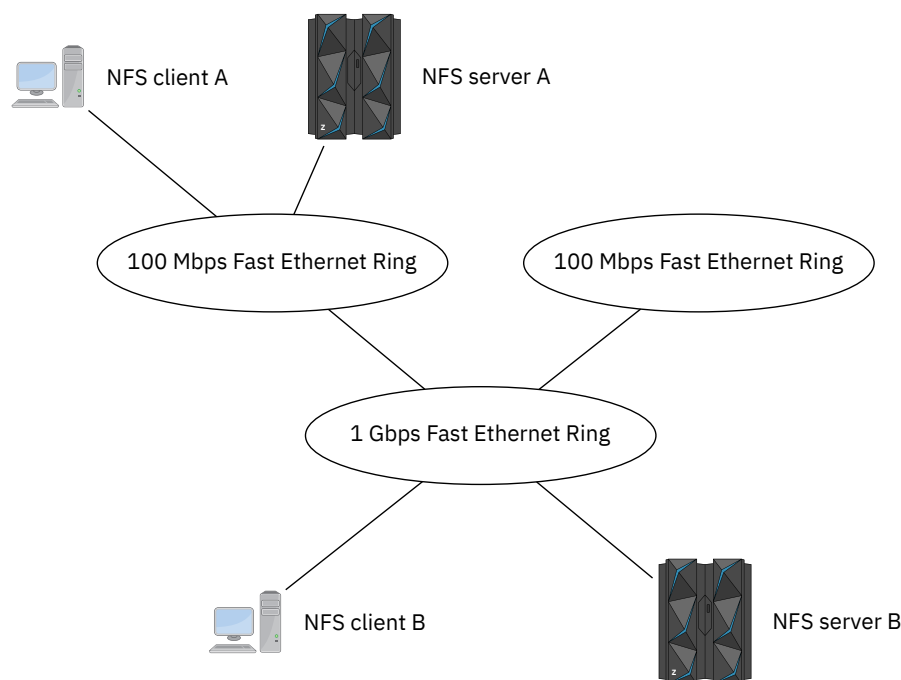 NFS client A
NFS server A
z
100 Mbps Fast Ethernet Ring
100 Mbps Fast Ethernet Ring
1 Gbps Fast Ethernet Ring
NFS client B
NFS server B
z